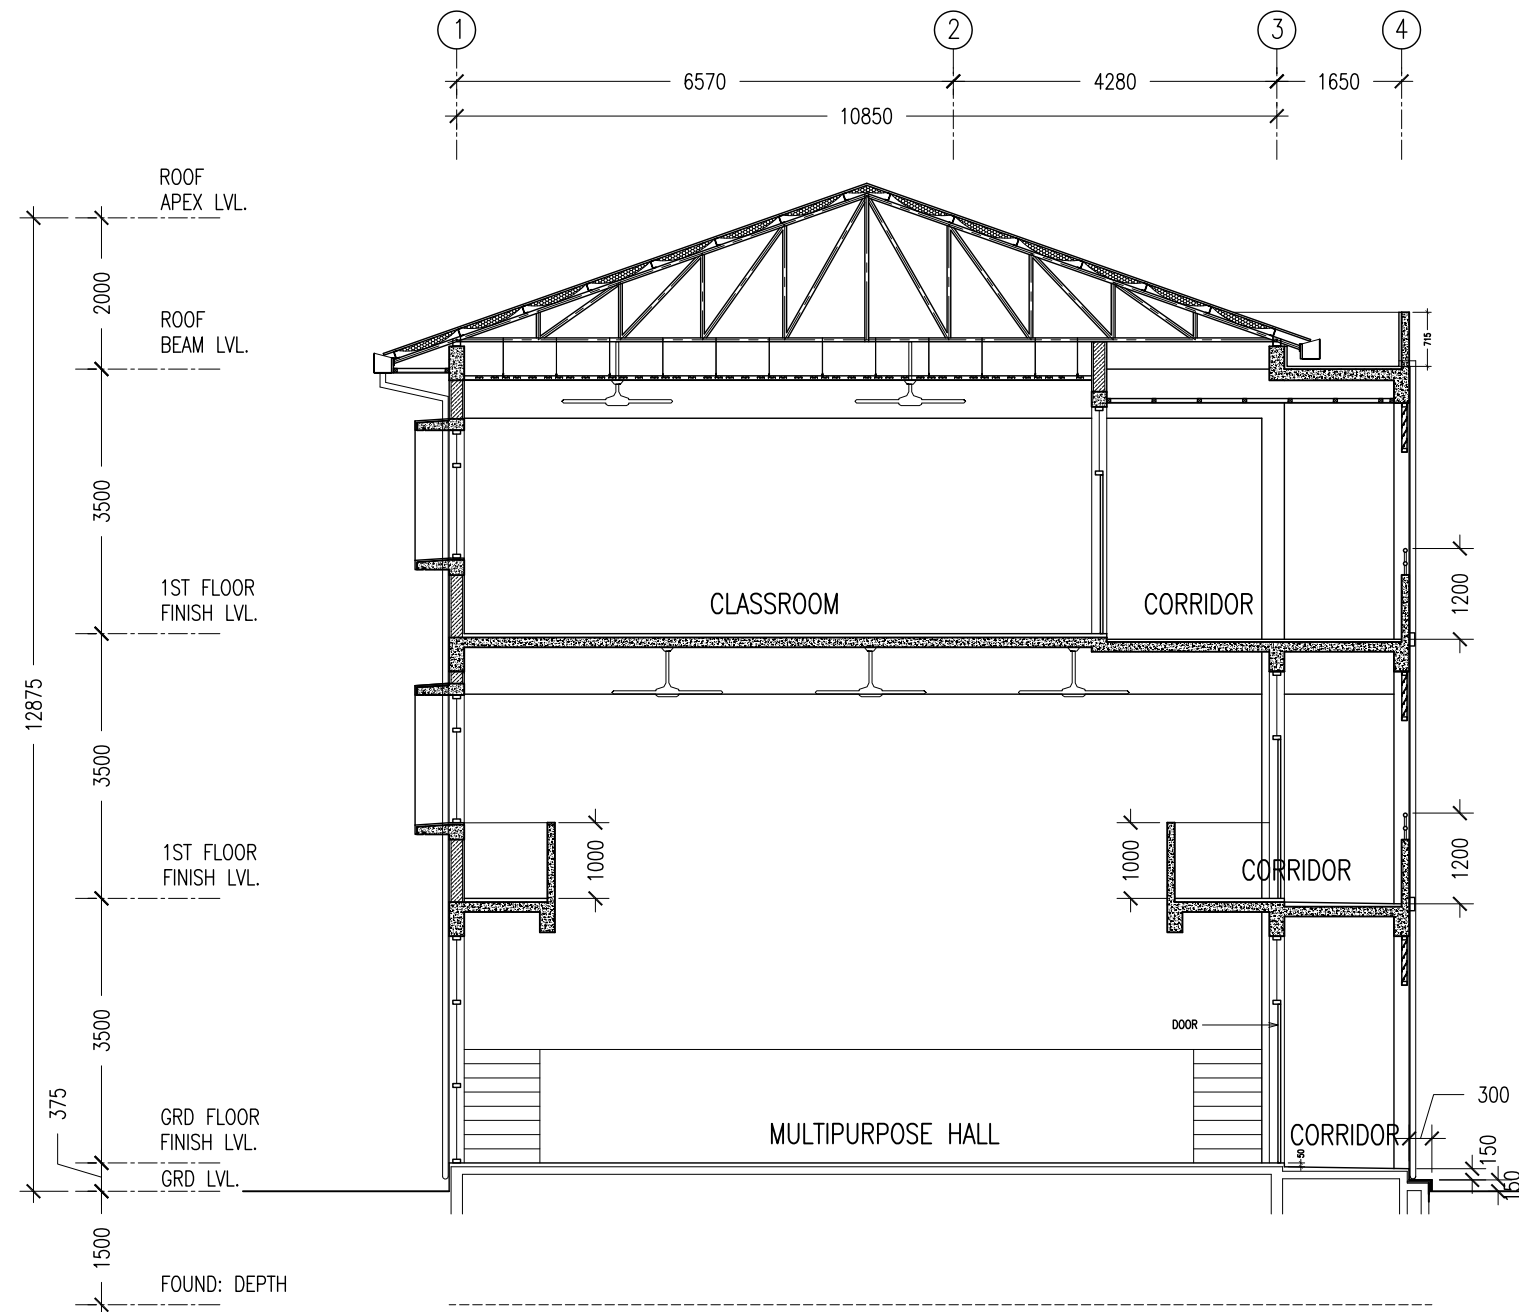 1
2
3
4
6570
4280
1650
10850
ROOF
APEX LVL.
2000
ROOF
BEAM LVL.
715
3500
1ST FLOOR
FINISH LVL.
CLASSROOM
CORRIDOR
1200
12875
3500
1ST FLOOR
FINISH LVL.
1000
1000
CORRIDOR
1200
3500
DOOR
375
GRD FLOOR
FINISH LVL.
MULTIPURPOSE HALL
CORRIDOR
300
50
150
150
GRD LVL.
1500
FOUND: DEPTH